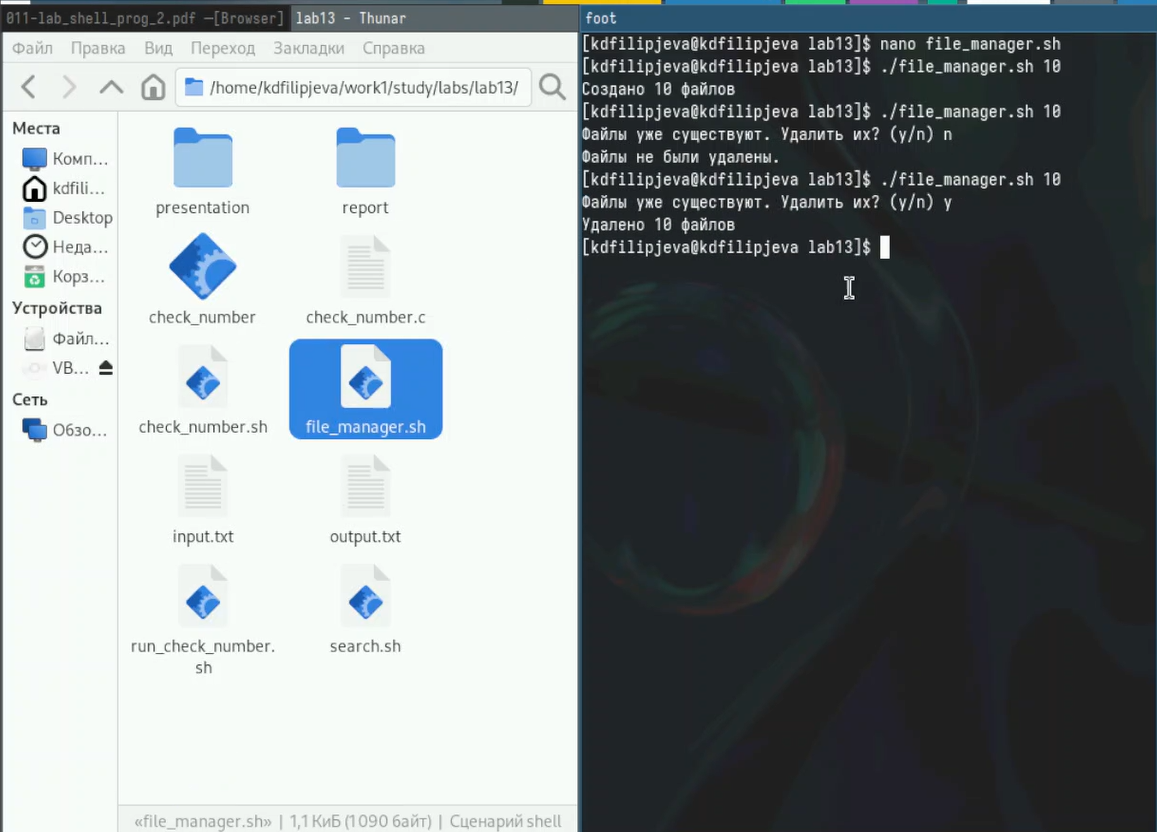 011-lab_shell_prog_2.pdf —[Browser]
lab13 - Thunar
Файл Правка Вид Переход Закладки Справка
/home/kdfilipjeva/work1/study/labs/lab13/
Места
Комп...
kdfili...
Desktop
Неда...
Корз...
Устройства
Файл...
VB...
Сеть
Обзо...
presentation
report
check_number
check_number.c
check_number.sh
file_manager.sh
input.txt
output.txt
run_check_number.
sh
search.sh
«file_manager.sh» | 1,1 КиБ (1090 байт) | Сценарий shell
foot
[kdfilipjeva@kdfilipjeva lab13]$ nano file_manager.sh
[kdfilipjeva@kdfilipjeva lab13]$ ./file_manager.sh 10
Создано 10 файлов
[kdfilipjeva@kdfilipjeva lab13]$ ./file_manager.sh 10
Файлы уже существуют. Удалить их? (y/n) n
Файлы не были удалены.
[kdfilipjeva@kdfilipjeva lab13]$ ./file_manager.sh 10
Файлы уже существуют. Удалить их? (y/n) y
Удалено 10 файлов
[kdfilipjeva@kdfilipjeva lab13]$